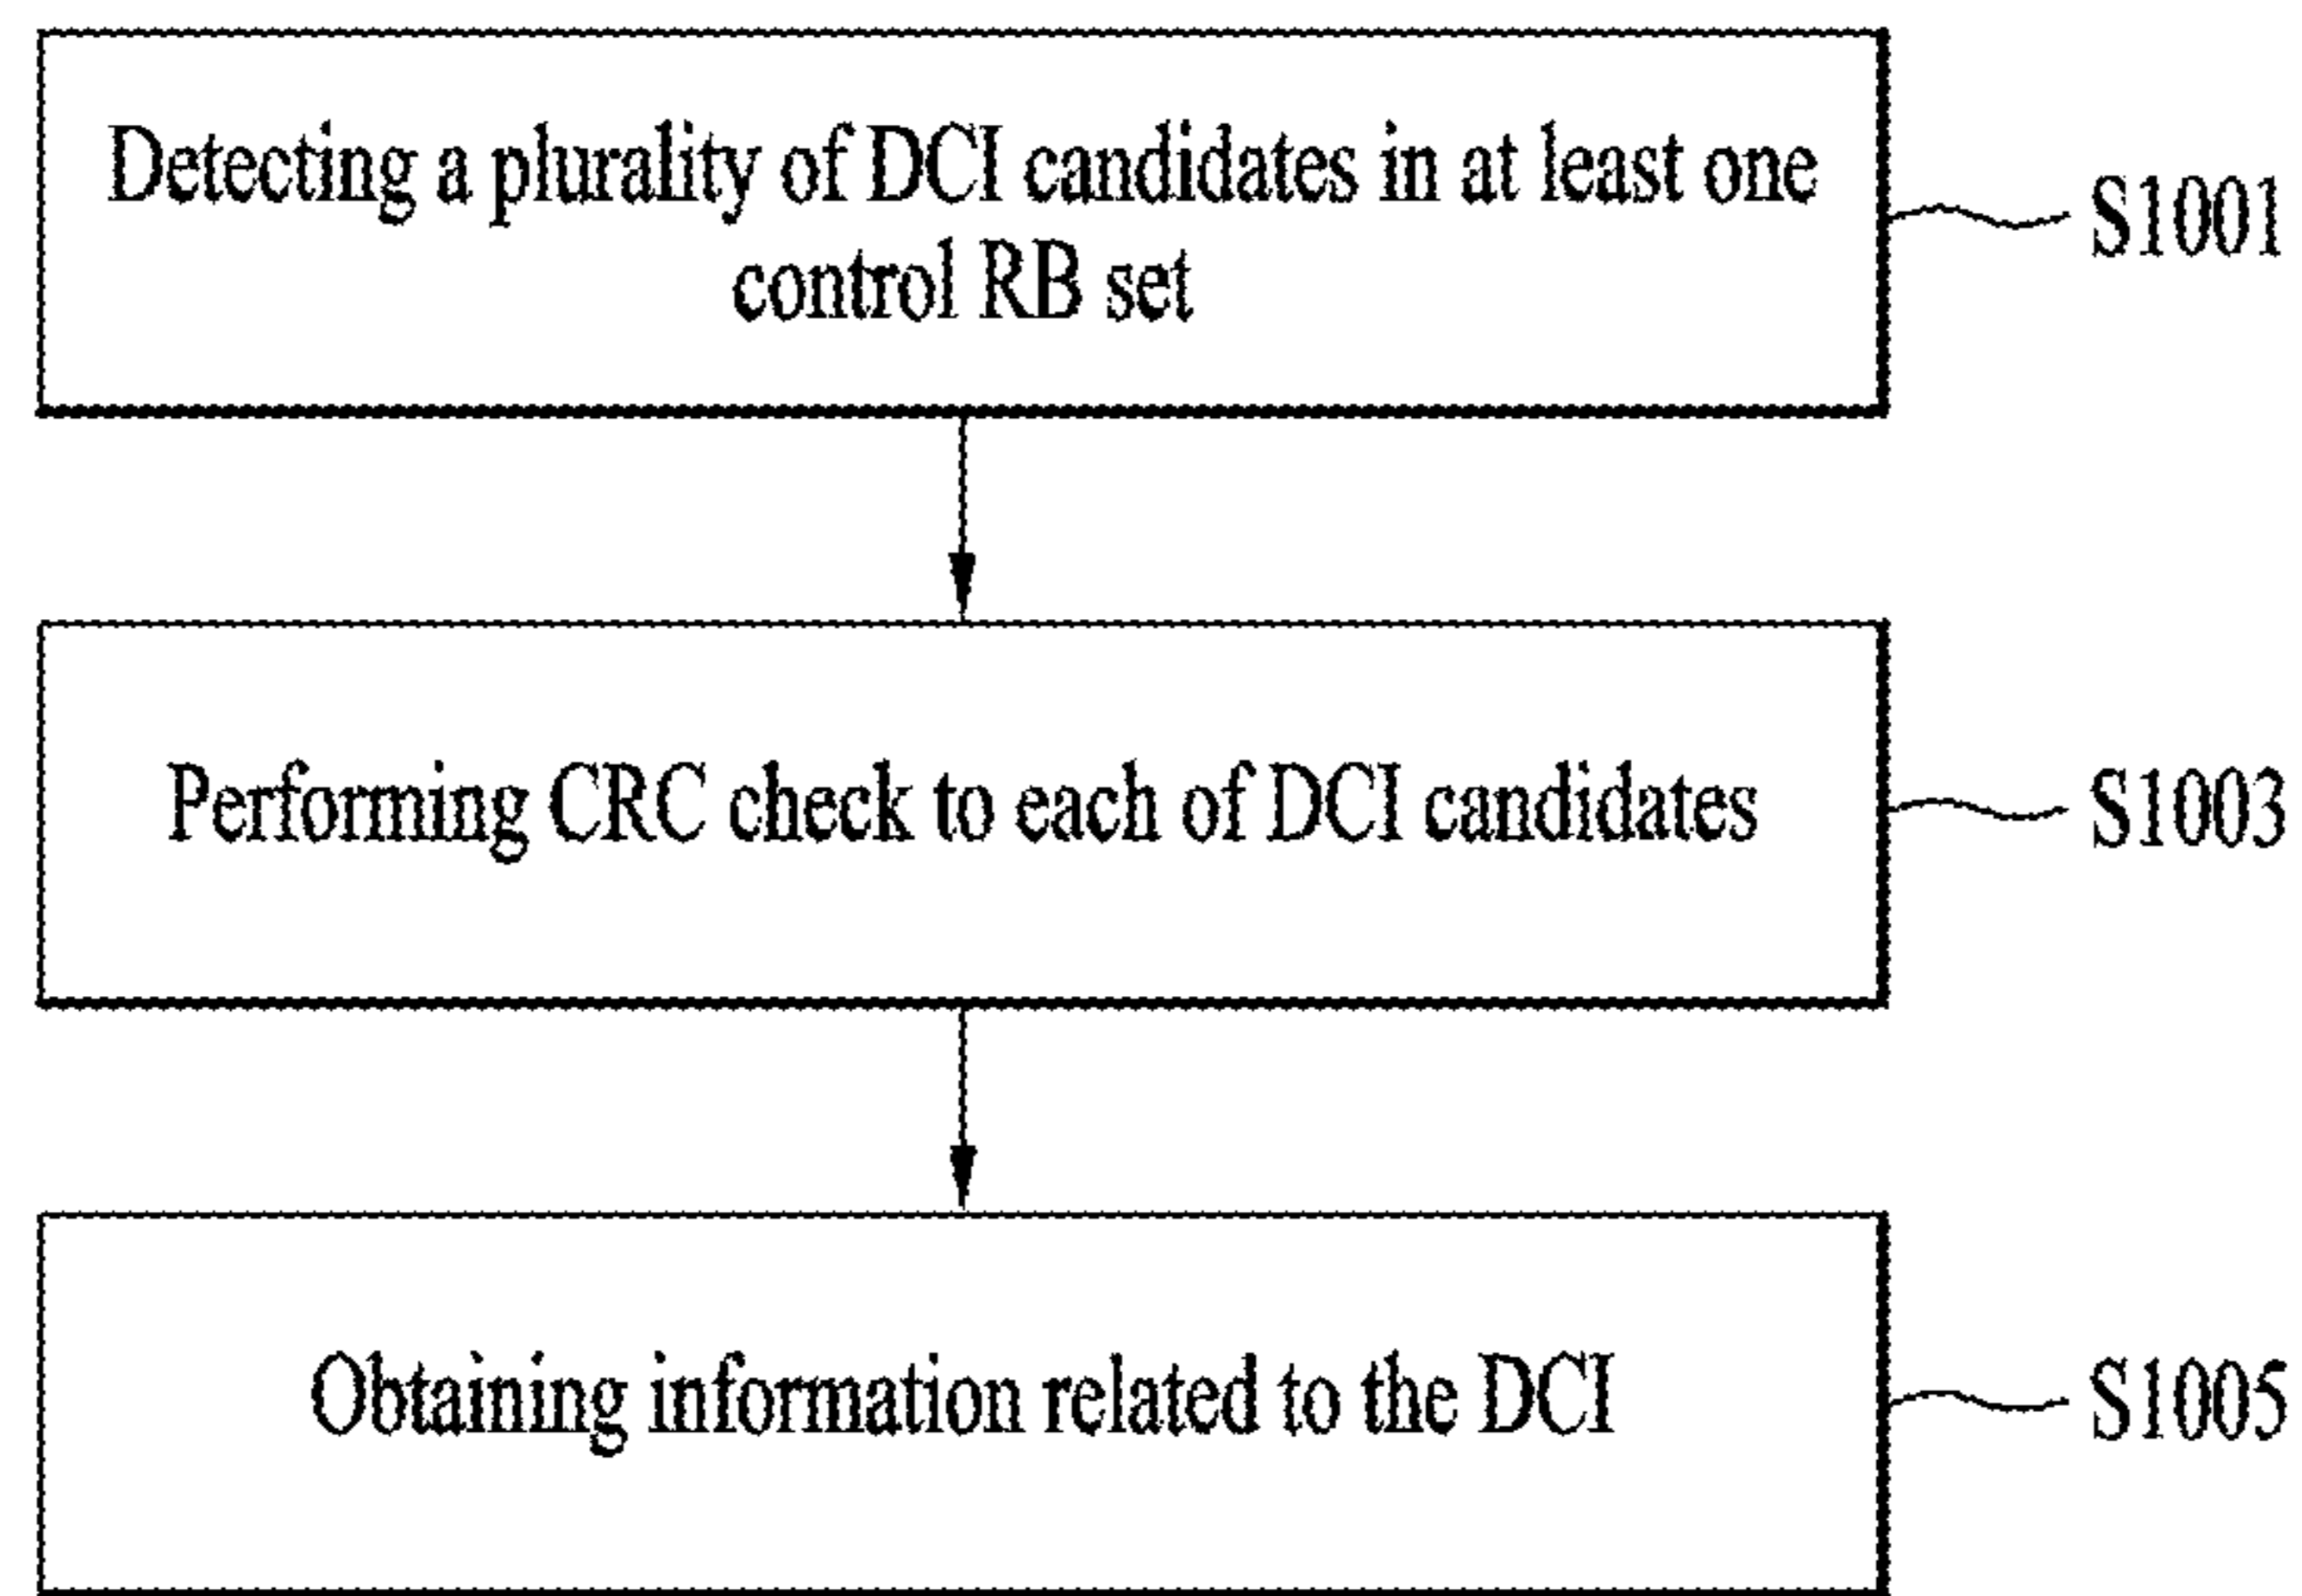 Detecting a plurality of DCI candidates in at least one
control RB set
S1001
Performing CRC check to each of DCI candidates
S1003
Obtaining information related to the DCI
S1005